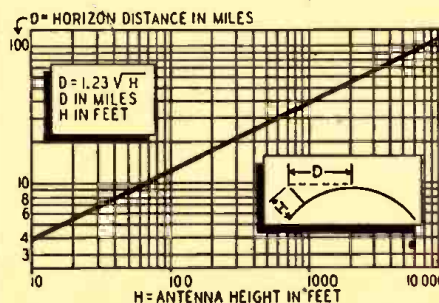 D = HORIZON DISTANCE IN MILES
100
D = 1.23 √H
D IN MILES
H IN FEET
D
H
10
8
6
4
3
2
10
100
1000
10 000
H = ANTENNA HEIGHT IN FEET